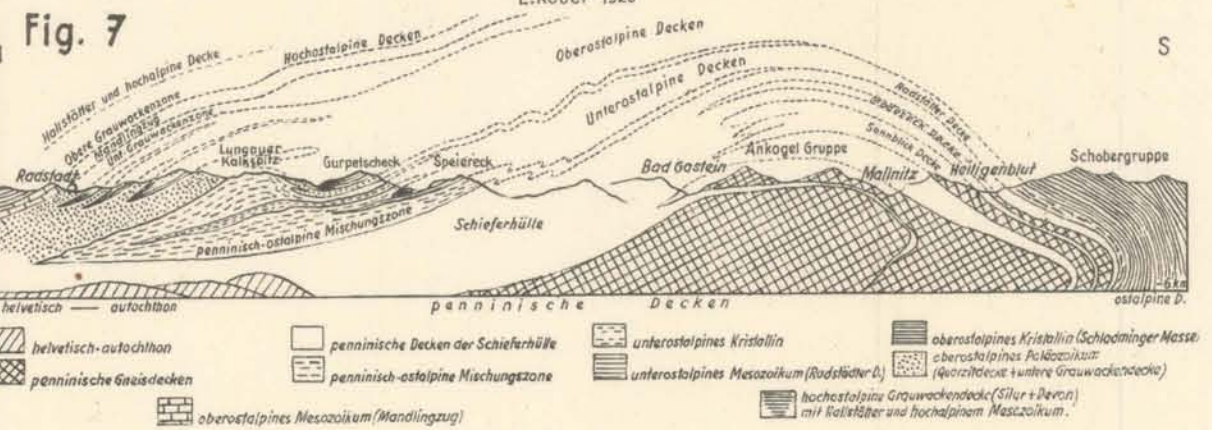 Fig. 7
S
Hallstätter und hochalpine Decke
Hochostalpine Decken
Oberostalpine Decken
Unterostalpine Decken
Obere Grauwackenzone
Mandlingzug
Unt. Grauwackenzone
Radstätter Decke
Sonnblick Decke
Radstadt
Lungauer
Kalkspitz
Gurpetscheck
Speiereck
Bad Gastein
Ankogel Gruppe
Mallnitz
Heiligenblut
Schobergruppe
penninisch-ostalpine Mischungszone
Schieferhülle
-6km
helvetisch — autochthon
penninische Decken
ostalpine D.
helvetisch-autochthon
penninische Decken der Schieferhülle
unterostalpines Kristallin
oberostalpines Kristallin (Schladminger Masse)
penninische Gneisdecken
penninisch-ostalpine Mischungszone
unterostalpines Mesozoikum (Radstätter D.)
oberostalpines Paläozoikum
(Quarzitdecke + untere Grauwackendecke)
oberostalpines Mesozoikum (Mandlingzug)
hochostalpine Grauwackendecke (Silur + Devon)
mit Hallstätter und hochalpinem Mesozoikum.